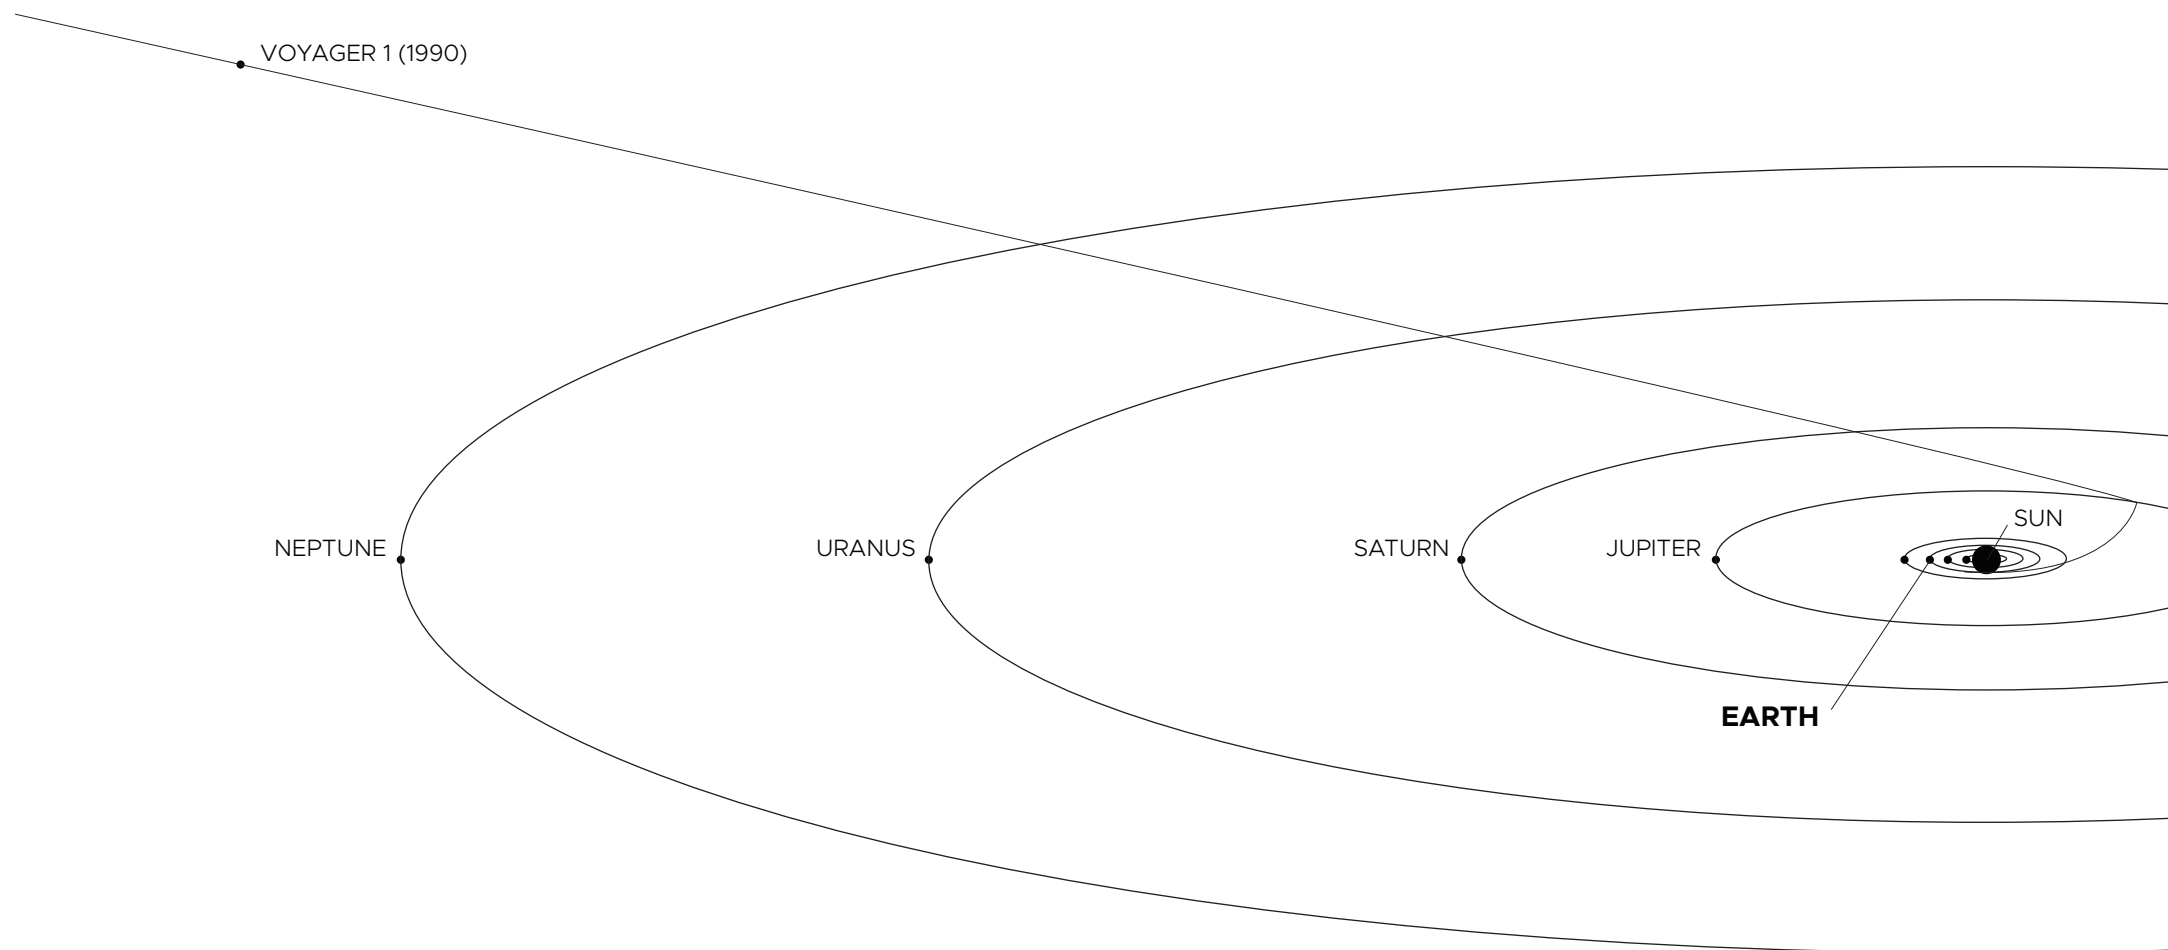 VOYAGER 1 (1990)
SUN
NEPTUNE
URANUS
SATURN
JUPITER
EARTH